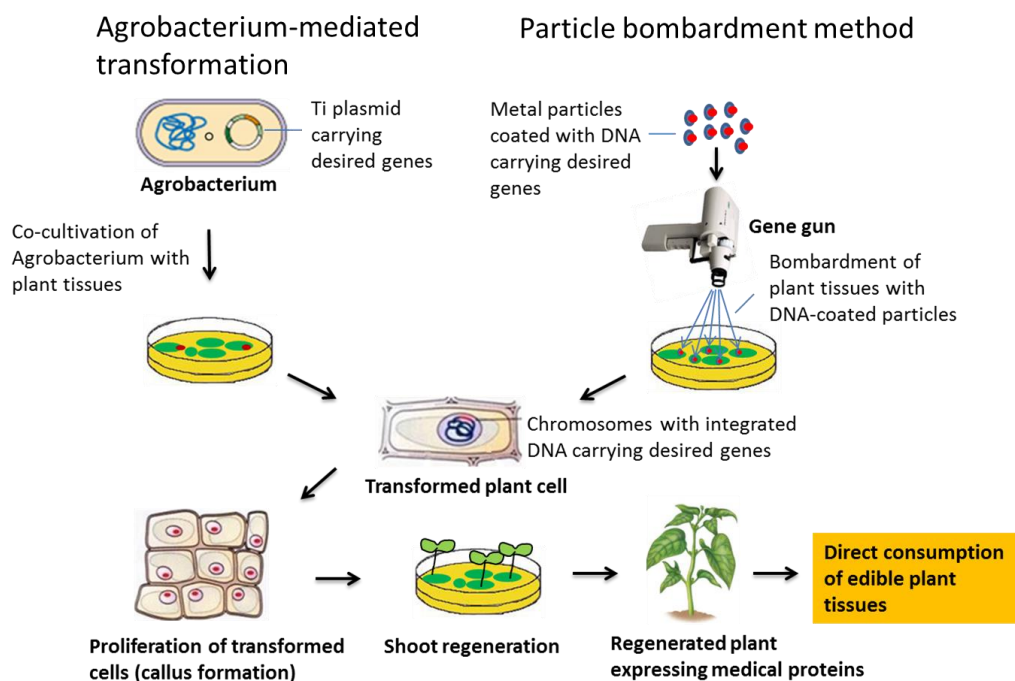 Agrobacterium-mediated
transformation
Particle bombardment method
Ti plasmid
carrying
desired genes
Agrobacterium
Metal particles
coated with DNA
carrying desired
genes
Co-cultivation of
Agrobacterium with
plant tissues
Gene gun
Bombardment of
plant tissues with
DNA-coated particles
Chromosomes with integrated
DNA carrying desired genes
Transformed plant cell
Proliferation of transformed
cells (callus formation)
Shoot regeneration
Regenerated plant
expressing medical proteins
Direct consumption
of edible plant
tissues